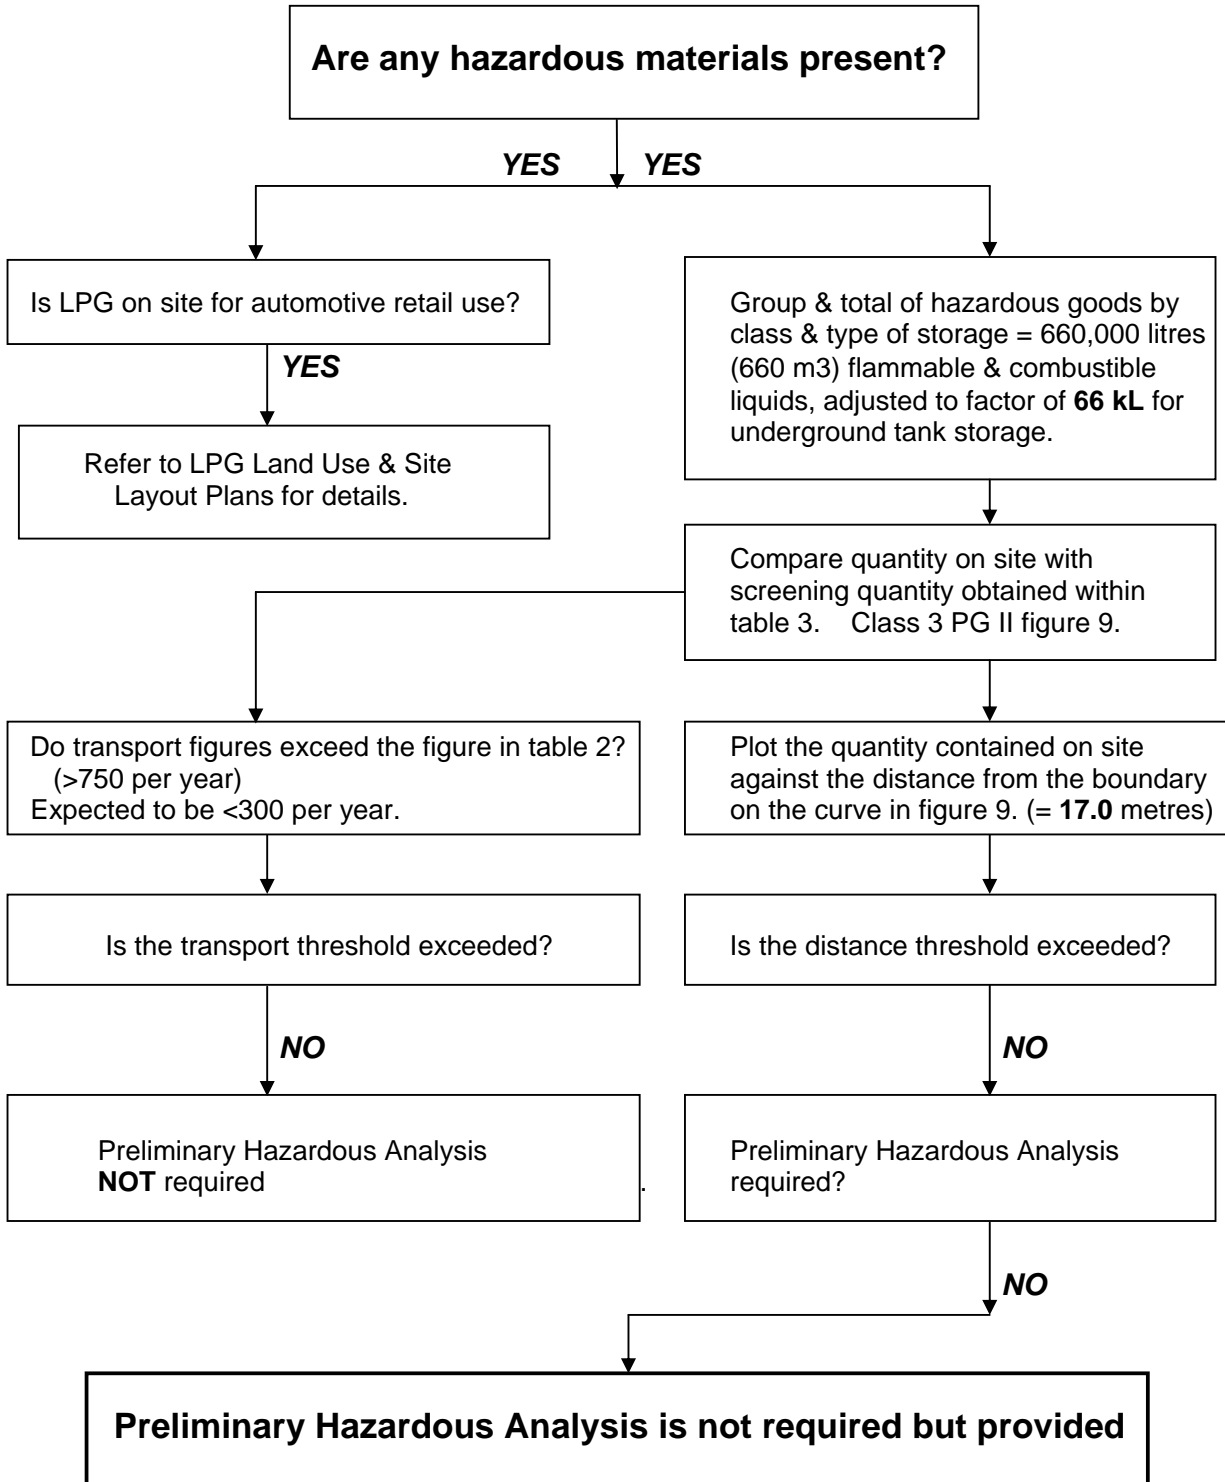 Are any hazardous materials present?
YES YES
Is LPG on site for automotive retail use?
YES
Refer to LPG Land Use & Site
Layout Plans for details.
Group & total of hazardous goods by
class & type of storage = 660,000 litres
(660 m3) flammable & combustible
liquids, adjusted to factor of 66 kL for
underground tank storage.
Compare quantity on site with
screening quantity obtained within
table 3. Class 3 PG II figure 9.
Do transport figures exceed the figure in table 2?
(>750 per year)
Expected to be <300 per year.
Plot the quantity contained on site
against the distance from the boundary
on the curve in figure 9. (= 17.0 metres)
Is the transport threshold exceeded?
Is the distance threshold exceeded?
NO
NO
Preliminary Hazardous Analysis
NOT required .
Preliminary Hazardous Analysis
required?
NO
Preliminary Hazardous Analysis is not required but provided